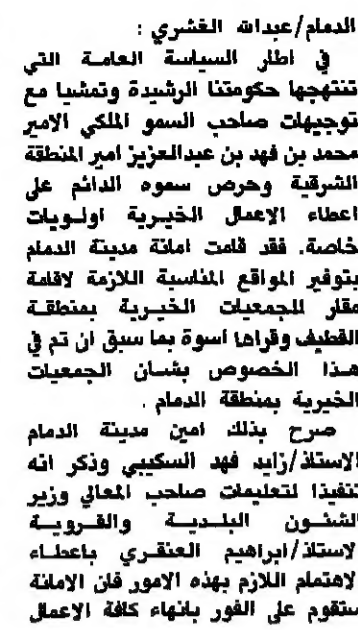 الدمام/عبدالله القشري :
في اطار السياسة العامة التي
تنتهجها حكومتنا الرشيدة وتمشيا مع
توجيهات صاحب السمو الملكي الامير
محمد بن فهد بن عبدالعزيز امير المنطقة
الشرقية وحرص سموه الدائم على
اعطاء الاعمال الخيرية اولويات
خاصة. فقد قامت امانة مدينة الدمام
بتوفير المواقع المناسبة اللازمة لاقامة
مقار للجمعيات الخيرية بمنطقة
القطيف وقراها اسوة بما سبق ان تم في
هذا الخصوص بشان الجمعيات
الخيرية بمنطقة الدمام .
صرح بذلك امين مدينة الدمام
الاستاذ/زايد فهد السكيبي وذكر انه
تنفيذا لتعليمات صاحب المعالي وزير
الشئون البلدية والقروية
لاستاذ/ابراهيم العنقري باعطاء
لاهتمام اللازم بهذه الامور فان الامانة
ستقوم على الفور بانهاء كافة الاعمال